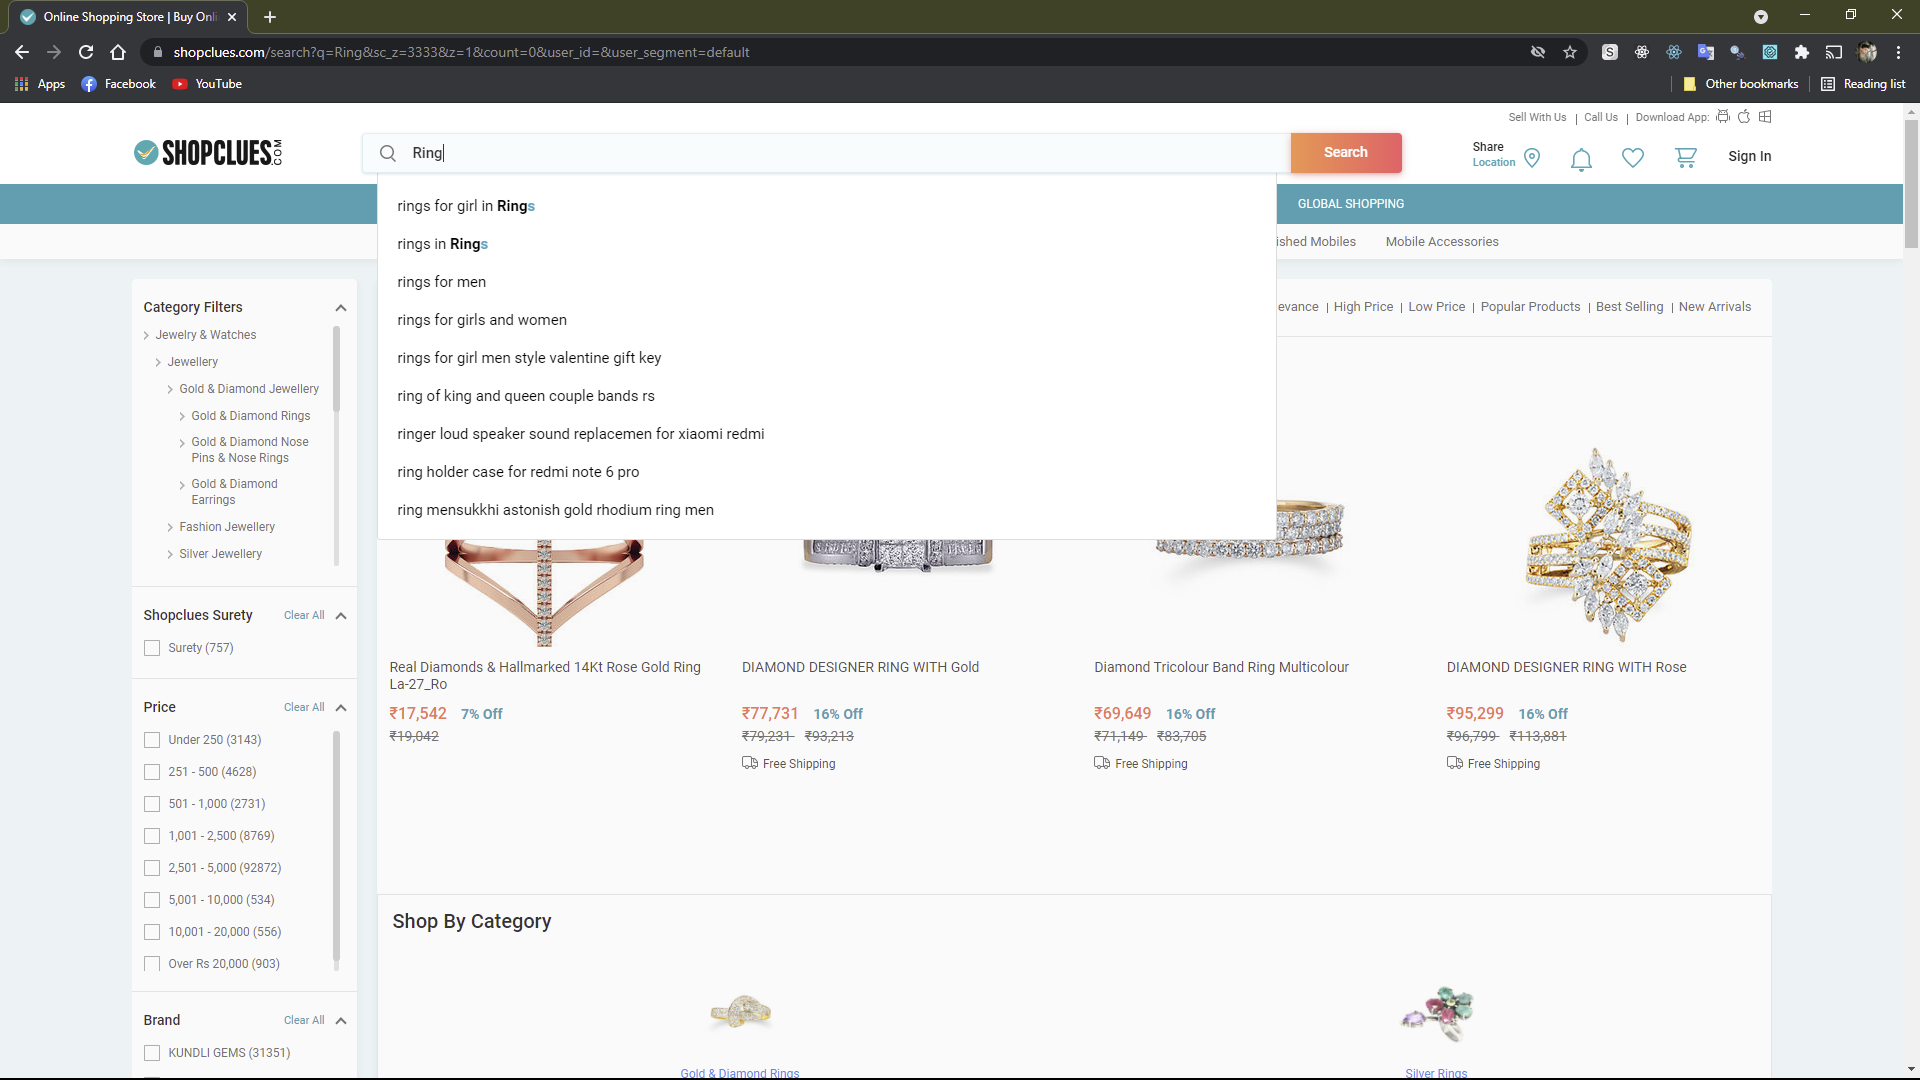 Online Shopping Store | Buy Onli
shopclues.com/search?q=Ring&sc_z=3333&z=1&count=0&user_id=&user_segment=default
Apps
Facebook
YouTube
Other bookmarks
Reading list
Sell With Us | Call Us | Download App:
SHOPCLUES.COM
Ring
Search
Share
Location
Sign In
GLOBAL SHOPPING
ished Mobiles
Mobile Accessories
rings for girl in Rings
rings in Rings
rings for men
rings for girls and women
rings for girl men style valentine gift key
ring of king and queen couple bands rs
ringer loud speaker sound replacemen for xiaomi redmi
ring holder case for redmi note 6 pro
ring mensukkhi astonish gold rhodium ring men
evance | High Price | Low Price | Popular Products | Best Selling | New Arrivals
Category Filters
Jewelry & Watches
Jewellery
Gold & Diamond Jewellery
Gold & Diamond Rings
Gold & Diamond Nose
Pins & Nose Rings
Gold & Diamond
Earrings
Fashion Jewellery
Silver Jewellery
Shopclues Surety Clear All
Surety (757)
Price Clear All
Under 250 (3143)
251 - 500 (4628)
501 - 1,000 (2731)
1,001 - 2,500 (8769)
2,501 - 5,000 (92872)
5,001 - 10,000 (534)
10,001 - 20,000 (556)
Over Rs 20,000 (903)
Brand Clear All
KUNDLI GEMS (31351)
Real Diamonds & Hallmarked 14Kt Rose Gold Ring
La-27_Ro
₹17,542 7% Off
₹19,042
DIAMOND DESIGNER RING WITH Gold
₹77,731 16% Off
₹79,231 ₹93,213
Free Shipping
Diamond Tricolour Band Ring Multicolour
₹69,649 16% Off
₹71,149 ₹83,705
Free Shipping
DIAMOND DESIGNER RING WITH Rose
₹95,299 16% Off
₹96,799 ₹113,881
Free Shipping
Shop By Category
Gold & Diamond Rings
Silver Rings